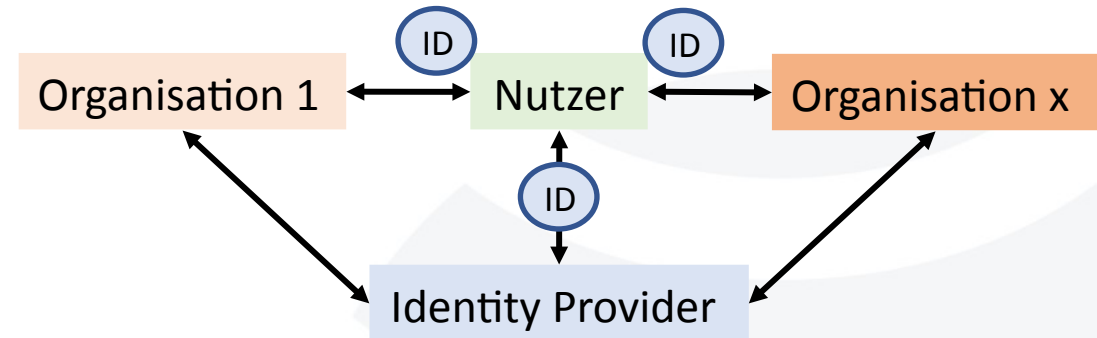 ID
ID
Organisation 1
Nutzer
Organisation x
ID
Identity Provider